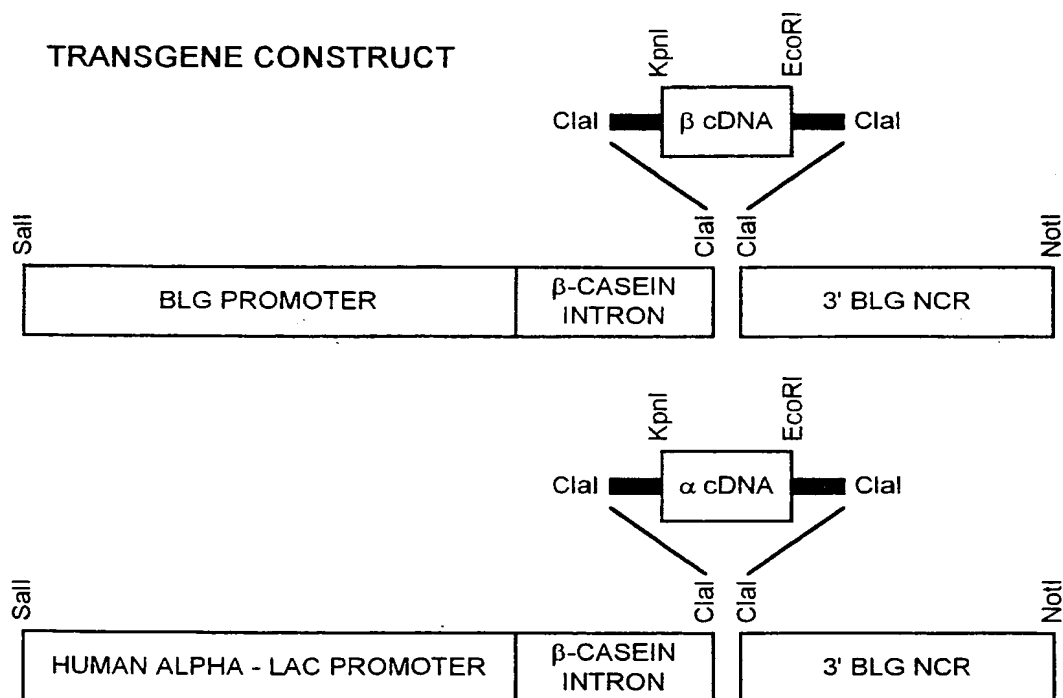 TRANSGENE CONSTRUCT
KpnI
EcoRI
ClaI
β cDNA
ClaI
SalI
ClaI
ClaI
NotI
BLG PROMOTER
β-CASEIN
INTRON
3' BLG NCR
KpnI
EcoRI
ClaI
α cDNA
ClaI
SalI
ClaI
ClaI
NotI
HUMAN ALPHA - LAC PROMOTER
β-CASEIN
INTRON
3' BLG NCR